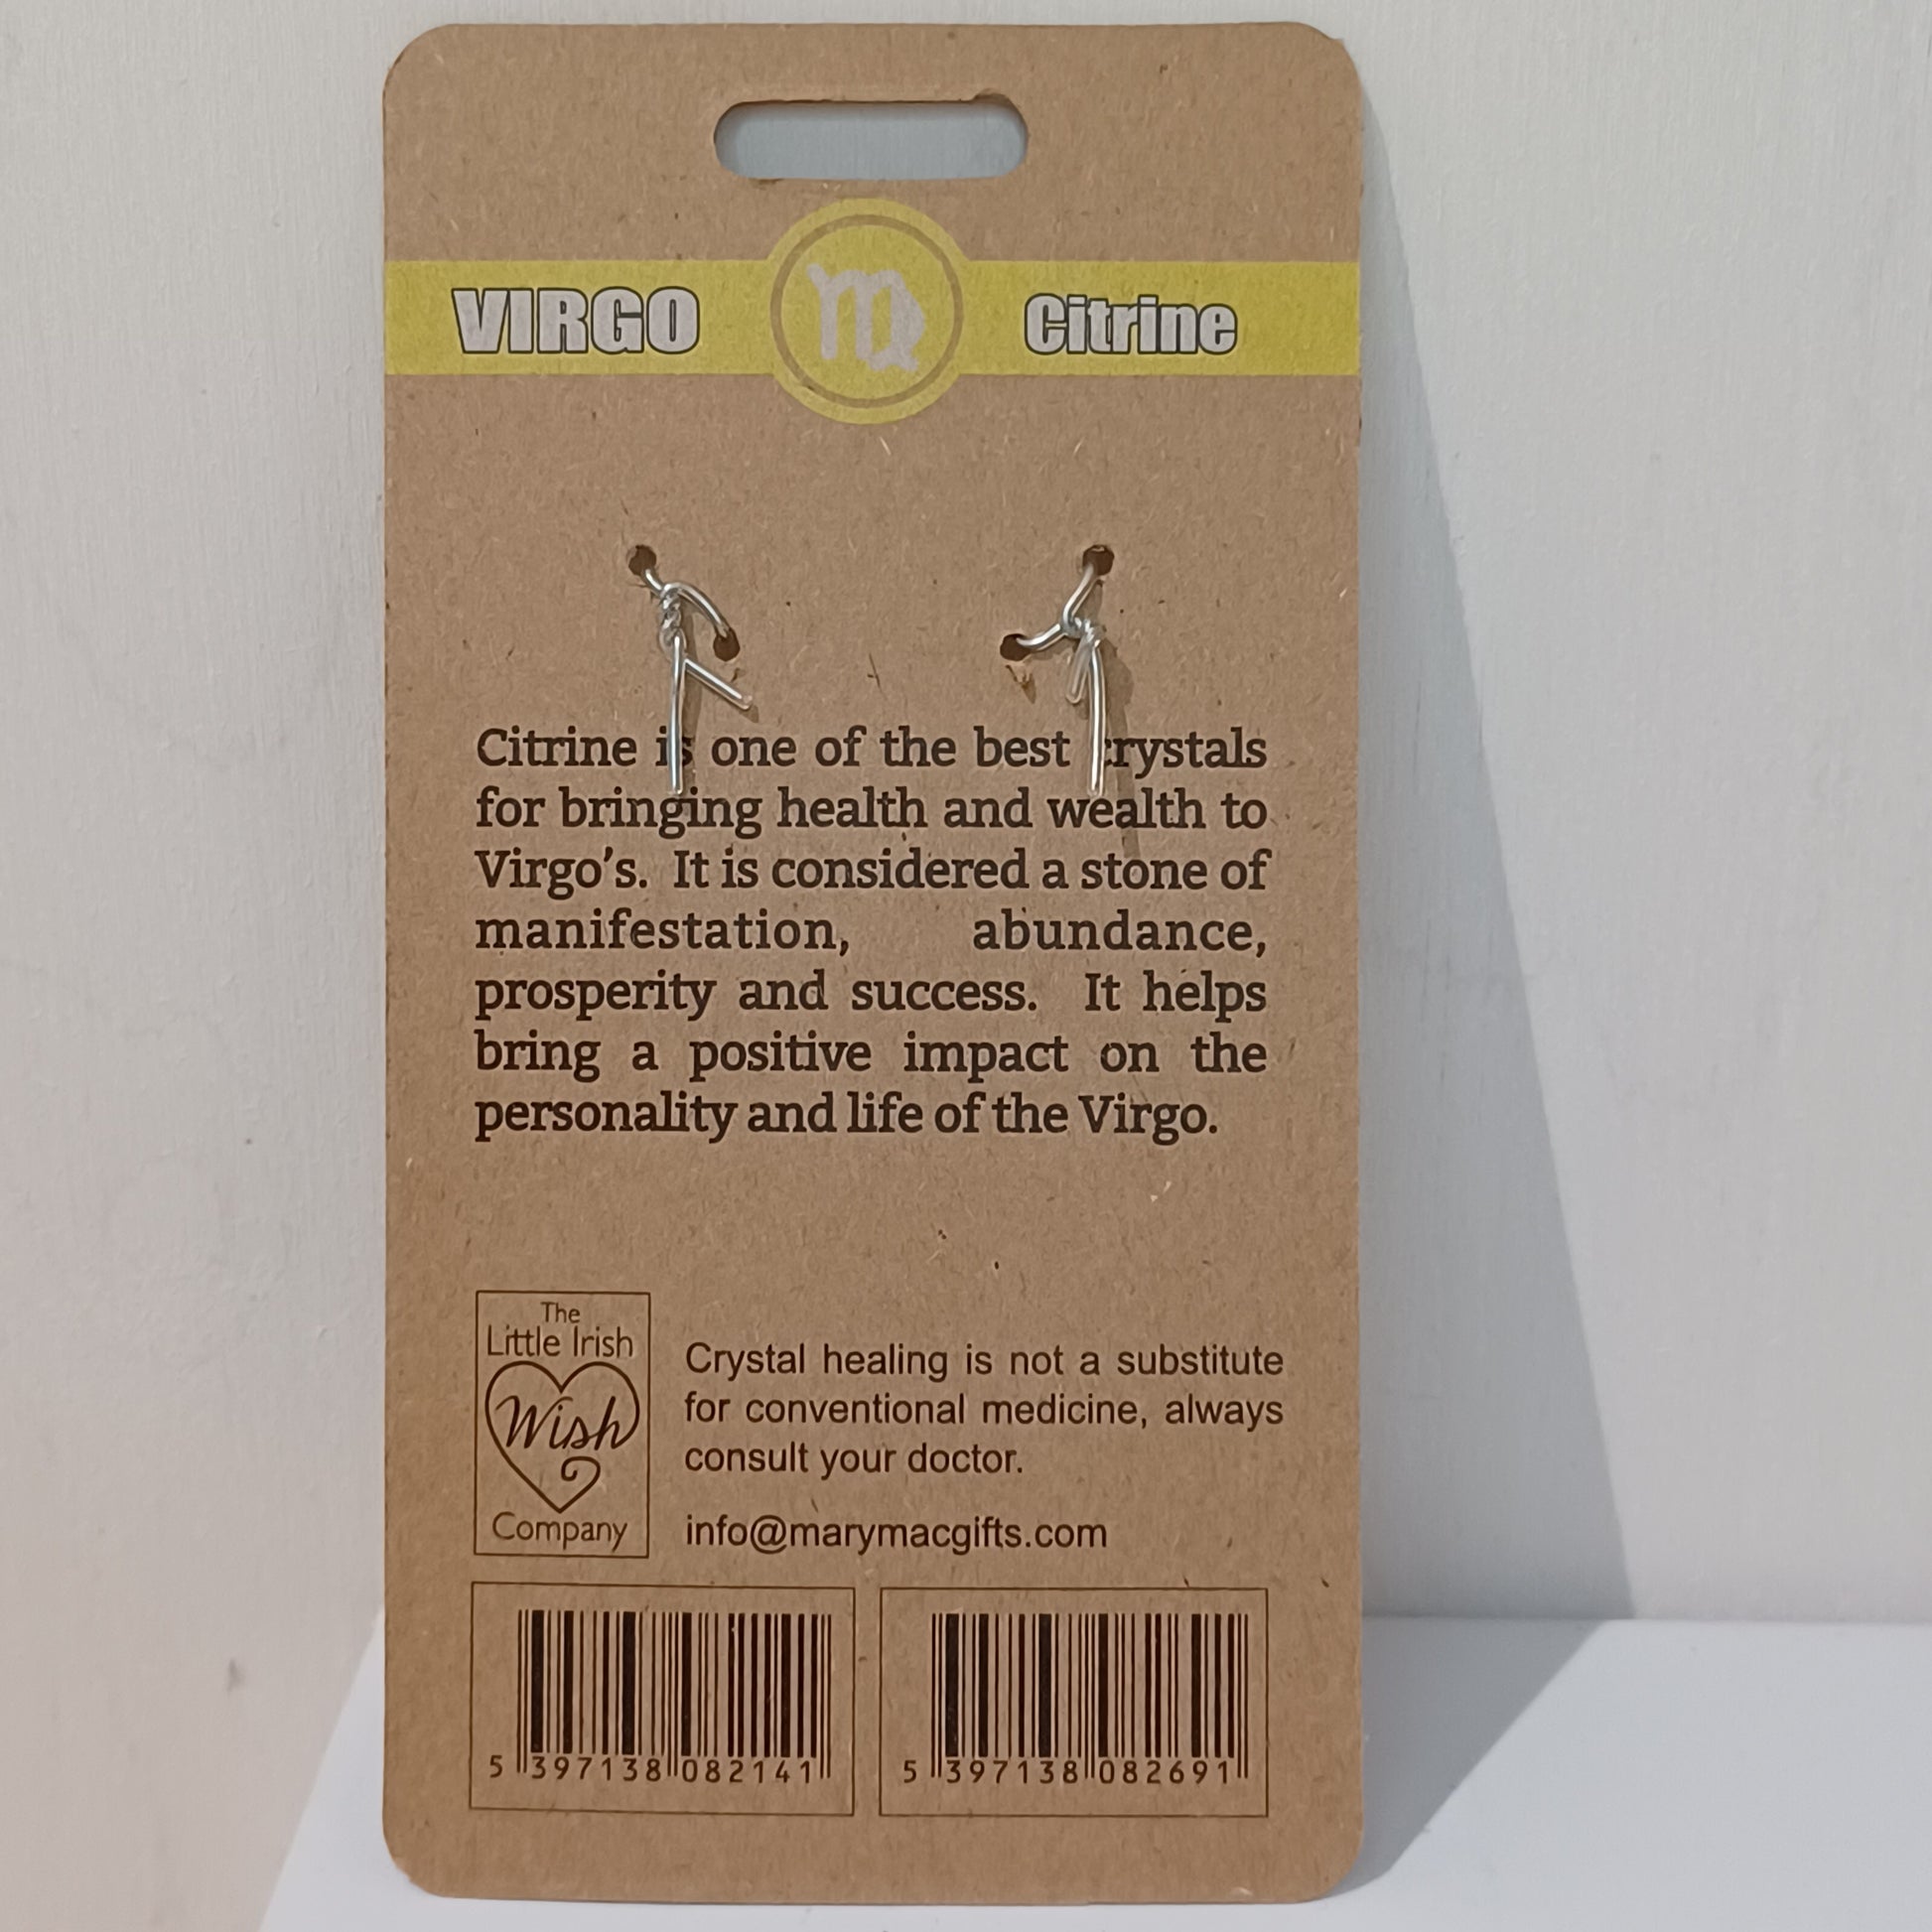 VIRGO Citrine
Citrine is one of the best crystals
for bringing health and wealth to
Virgo's. It is considered a stone of
manifestation, abundance,
prosperity and success. It helps
bring a positive impact on the
personality and life of the Virgo.
The
Little Irish
Wish
Company
Crystal healing is not a substitute
for conventional medicine, always
consult your doctor.
info@marymacgifts.com
5 397138 082141
5 397138 082691